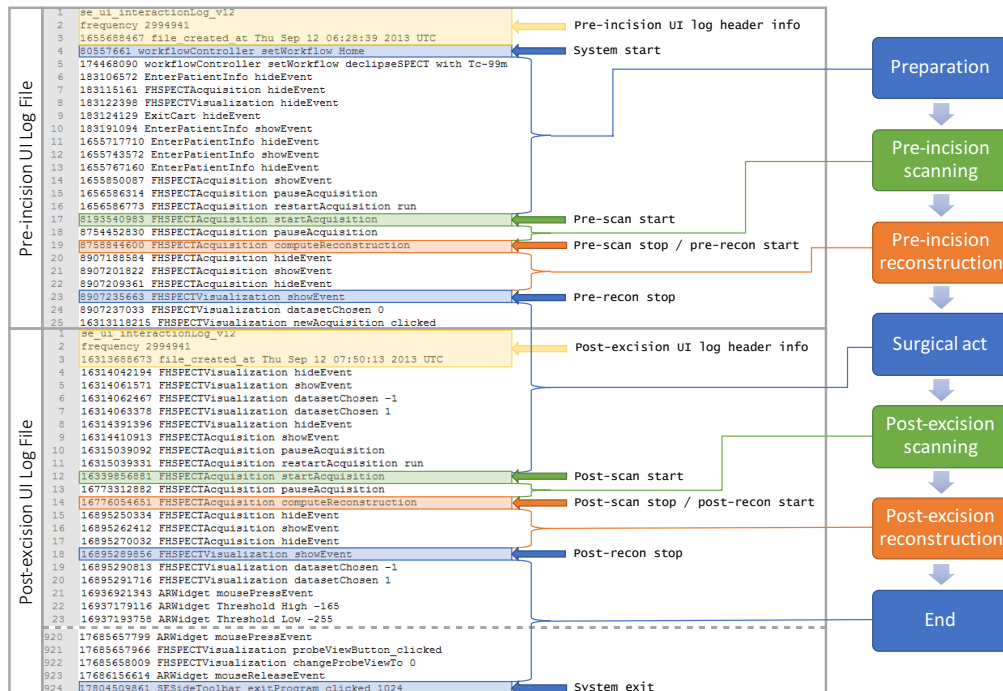 Pre-incision UI Log File
1 se_ui_interactionLog_v12
2 frequency 2994941
3 1655688467 file_created_at Thu Sep 12 06:28:39 2013 UTC
4 80557661 workflowController setWorkflow Home
5 174468090 workflowController setWorkflow declipseSPECT with Tc-99m
6 183106572 EnterPatientInfo hideEvent
7 183115161 FHSPECTAcquisition hideEvent
8 183122398 FHSPECTVisualization hideEvent
9 183124129 ExitCart hideEvent
10 183191094 EnterPatientInfo showEvent
11 1655717710 EnterPatientInfo hideEvent
12 1655743572 EnterPatientInfo showEvent
13 1655767160 EnterPatientInfo hideEvent
14 1655850087 FHSPECTAcquisition showEvent
15 1656586314 FHSPECTAcquisition pauseAcquisition
16 1656586773 FHSPECTAcquisition restartAcquisition run
17 8193540983 FHSPECTAcquisition startAcquisition
18 8754452830 FHSPECTAcquisition pauseAcquisition
19 8758844600 FHSPECTAcquisition computeReconstruction
20 8907188584 FHSPECTAcquisition hideEvent
21 8907201822 FHSPECTAcquisition showEvent
22 8907209361 FHSPECTAcquisition hideEvent
23 8907235663 FHSPECTVisualization showEvent
24 8907237033 FHSPECTVisualization datasetChosen 0
25 16313118215 FHSPECTVisualization newAcquisition clicked
Post-excision UI Log File
1 se_ui_interactionLog_v12
2 frequency 2994941
3 16313688673 file_created_at Thu Sep 12 07:50:13 2013 UTC
4 16314042194 FHSPECTVisualization hideEvent
5 16314061571 FHSPECTVisualization showEvent
6 16314062467 FHSPECTVisualization datasetChosen -1
7 16314063378 FHSPECTVisualization datasetChosen 1
8 16314391396 FHSPECTVisualization hideEvent
9 16314410913 FHSPECTAcquisition showEvent
10 16315039092 FHSPECTAcquisition pauseAcquisition
11 16315039331 FHSPECTAcquisition restartAcquisition run
12 16339856881 FHSPECTAcquisition startAcquisition
13 16773312882 FHSPECTAcquisition pauseAcquisition
14 16776054651 FHSPECTAcquisition computeReconstruction
15 16895250334 FHSPECTAcquisition hideEvent
16 16895262412 FHSPECTAcquisition showEvent
17 16895270032 FHSPECTAcquisition hideEvent
18 16895289856 FHSPECTVisualization showEvent
19 16895290813 FHSPECTVisualization datasetChosen -1
20 16895291716 FHSPECTVisualization datasetChosen 1
21 16936921343 ARWidget mousePressEvent
22 16937179116 ARWidget Threshold High -165
23 16937193758 ARWidget Threshold Low -255
920 17685657799 ARWidget mousePressEvent
921 17685657966 FHSPECTVisualization probeViewButton_clicked
922 17685658009 FHSPECTVisualization changeProbeViewTo 0
923 17686156614 ARWidget mouseReleaseEvent
924 17804509861 SESideToolbar exitProgram clicked 1024
Pre-incision UI log header info
System start
Pre-scan start
Pre-scan stop / pre-recon start
Pre-recon stop
Post-excision UI log header info
Post-scan start
Post-scan stop / post-recon start
Post-recon stop
System exit
Preparation
Pre-incision
scanning
Pre-incision
reconstruction
Surgical act
Post-excision
scanning
Post-excision
reconstruction
End